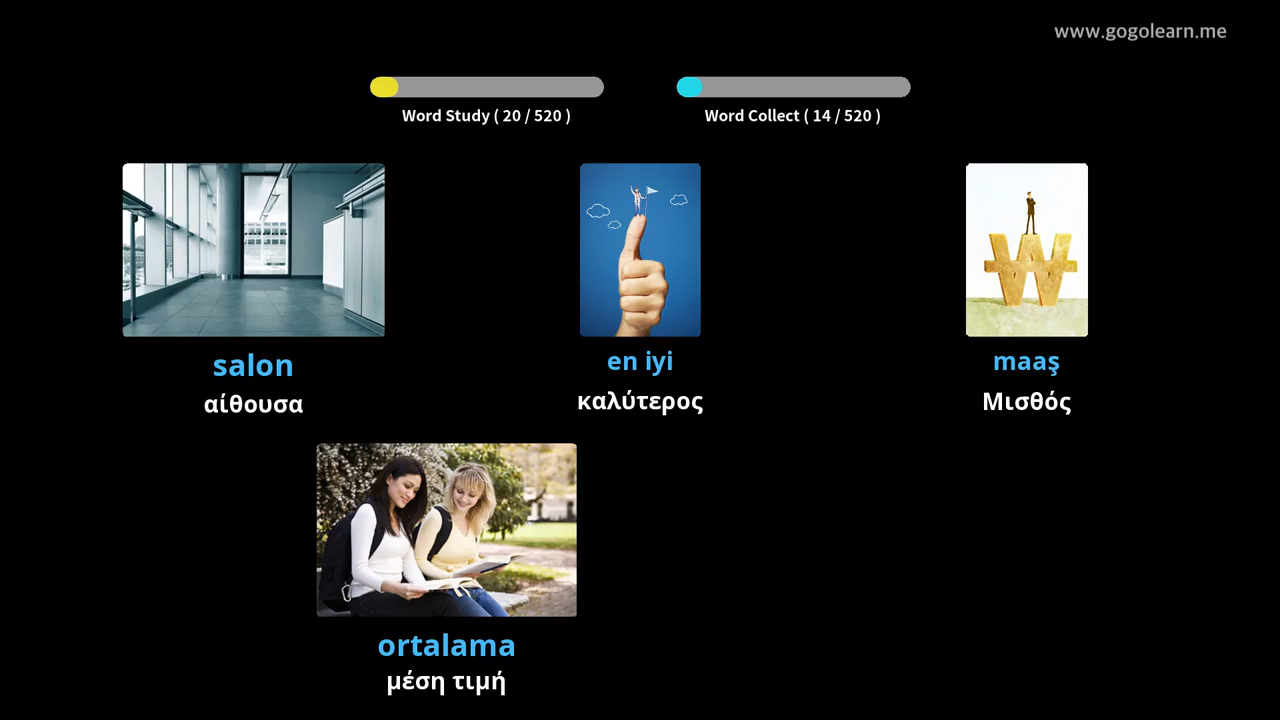 www.gogolearn.me
Word Study ( 20 / 520 )
Word Collect ( 14 / 520 )
salon
αίθουσα
en iyi
καλύτερος
maaş
Μισθός
ortalama
μέση τιμή